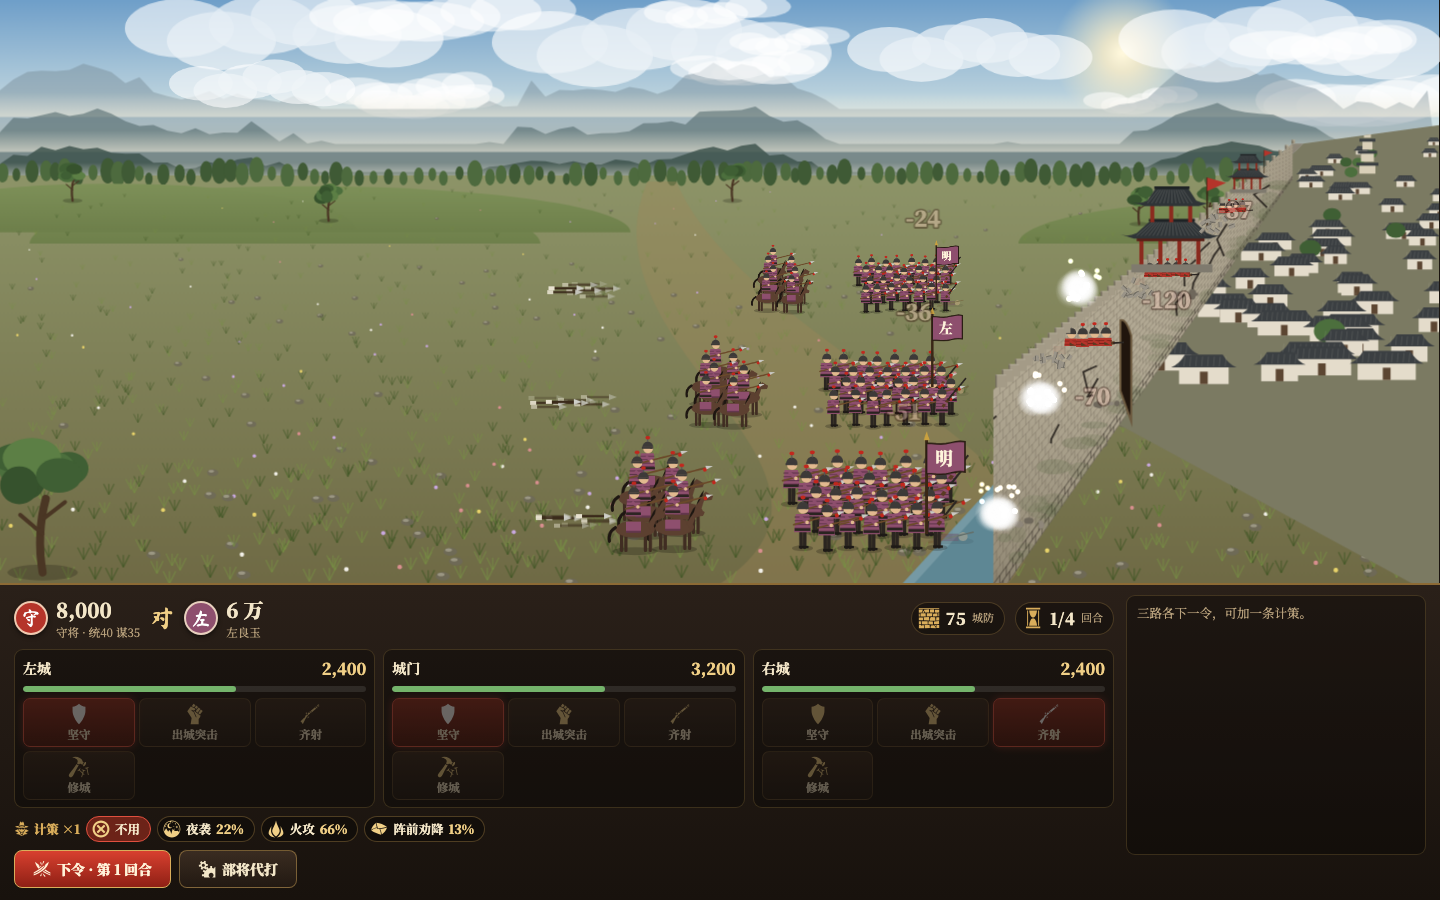 -24
明
-36
左
-51
明
-37
-120
-70
守
8,000
守将 · 统40 谋35
对
左
6 万
左良玉
75 城防
1/4 回合
三路各下一令，可加一条计策。
左城 2,400
坚守
出城突击
齐射
修城
城门 3,200
坚守
出城突击
齐射
修城
右城 2,400
坚守
出城突击
齐射
修城
计策 ×1
不用
夜袭 22%
火攻 66%
阵前劝降 13%
下令 · 第 1 回合
部将代打